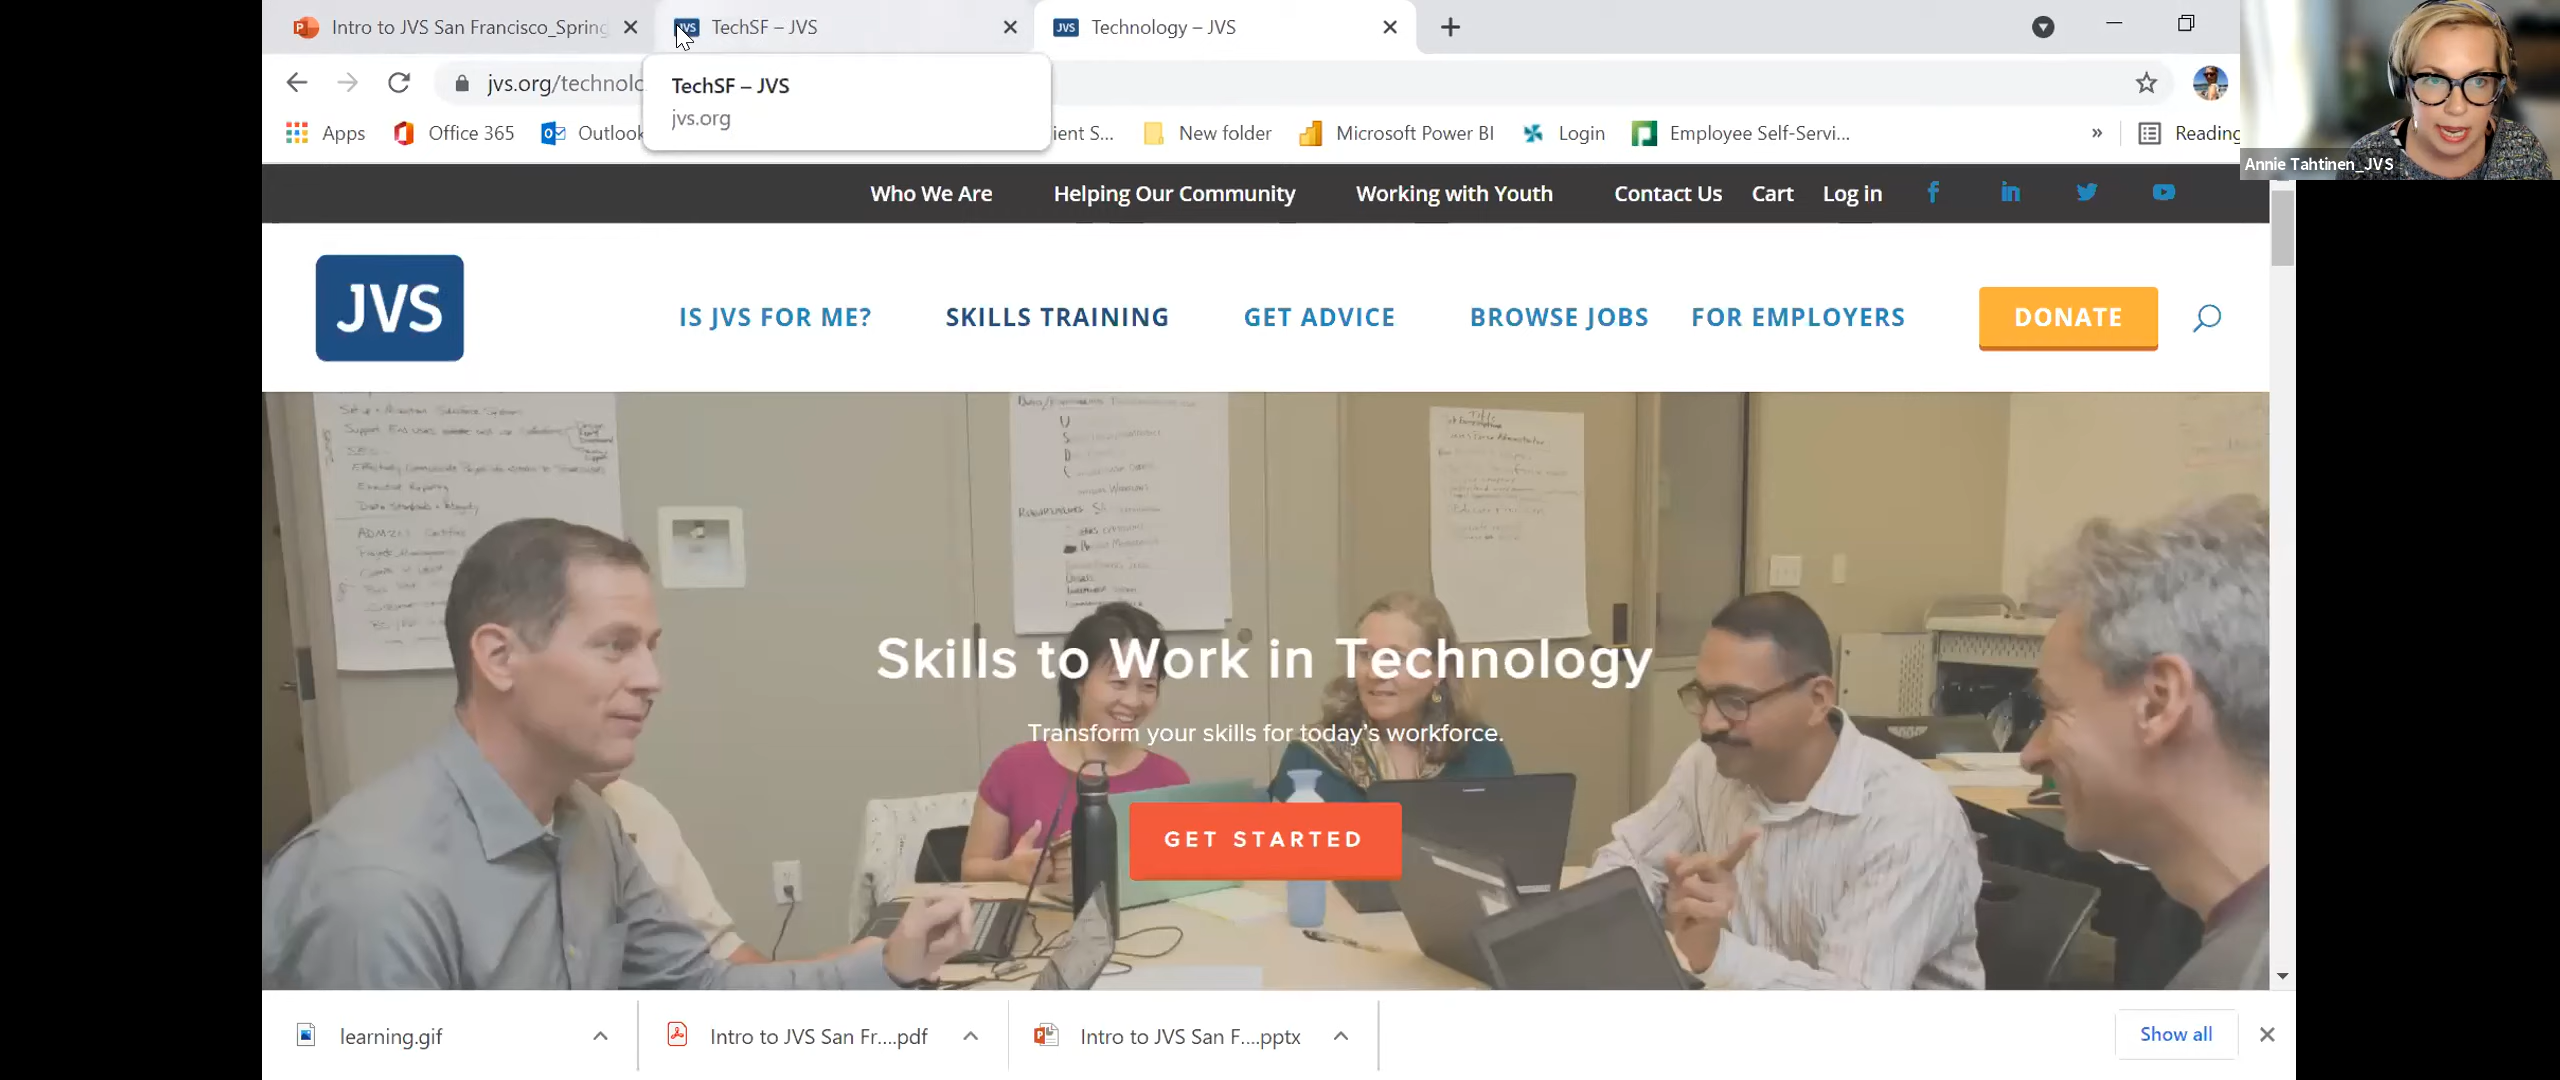 Intro to JVS San Francisco_Spring
TechSF – JVS
Technology – JVS
jvs.org/technolo
TechSF – JVS
jvs.org
Apps
Office 365
Outlook
ient S...
New folder
Microsoft Power BI
Login
Employee Self-Servi...
»
Reading
Annie Tahtinen_JVS
Who We Are
Helping Our Community
Working with Youth
Contact Us
Cart
Log in
JVS
IS JVS FOR ME?
SKILLS TRAINING
GET ADVICE
BROWSE JOBS
FOR EMPLOYERS
DONATE
Skills to Work in Technology
Transform your skills for today's workforce.
GET STARTED
learning.gif
Intro to JVS San Fr....pdf
Intro to JVS San F....pptx
Show all